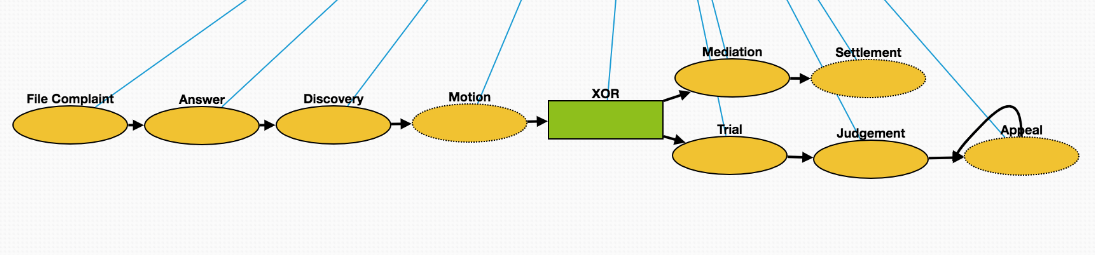 File Complaint
Answer
Discovery
Motion
XOR
Mediation
Settlement
Trial
Judgement
Appeal